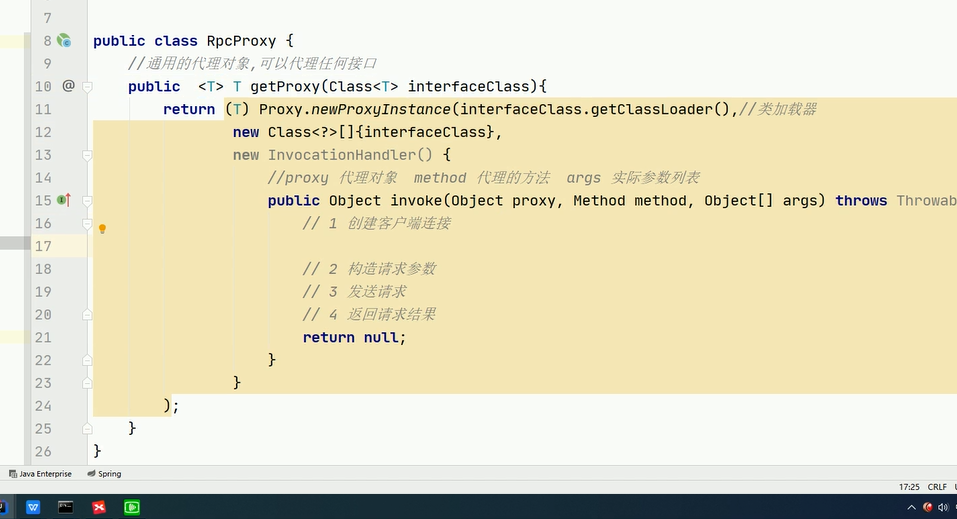 7
8 public class RpcProxy {
9 //通用的代理对象,可以代理任何接口
10 @ public <T> T getProxy(Class<T> interfaceClass){
11 return (T) Proxy.newProxyInstance(interfaceClass.getClassLoader(),//类加载器
12 new Class<?>[]{interfaceClass},
13 new InvocationHandler() {
14 //proxy 代理对象 method 代理的方法 args 实际参数列表
15 public Object invoke(Object proxy, Method method, Object[] args) throws Throwab
16 // 1 创建客户端连接
17
18 // 2 构造请求参数
19 // 3 发送请求
20 // 4 返回请求结果
21 return null;
22 }
23 }
24 );
25 }
26 }
Java Enterprise Spring
17:25 CRLF